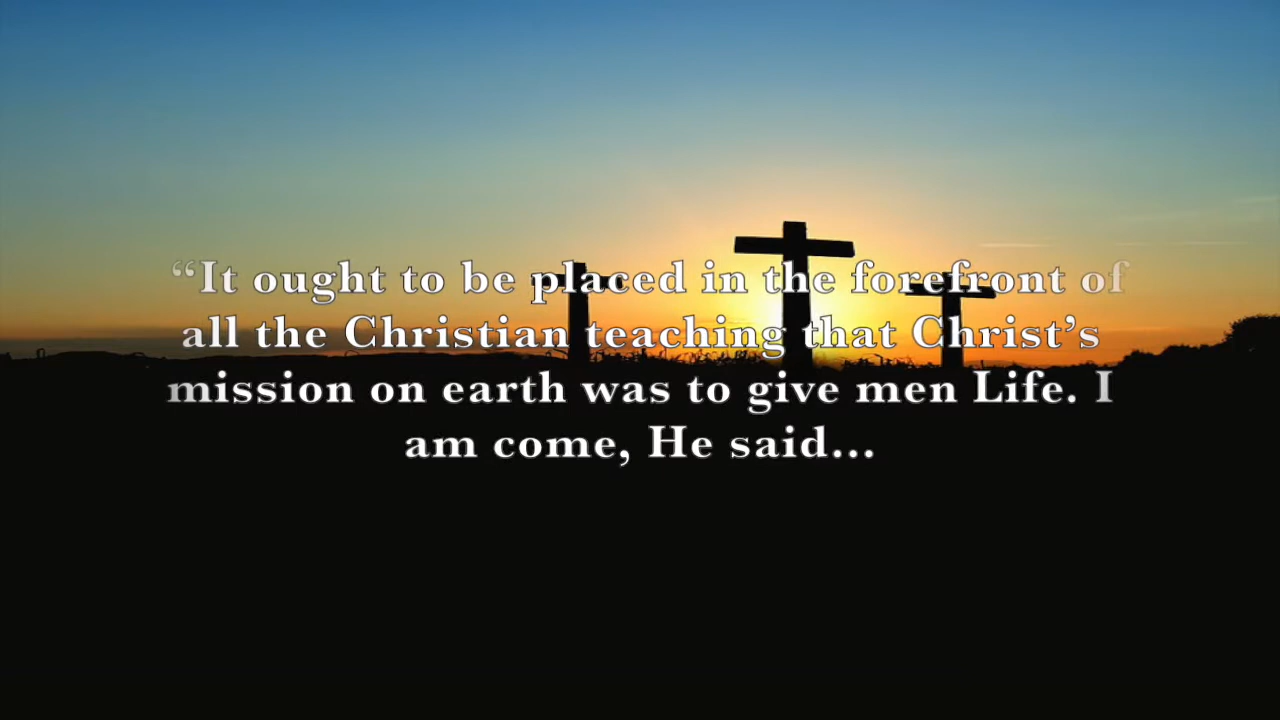 “It ought to be placed in the forefront of
all the Christian teaching that Christ’s
mission on earth was to give men Life. I
am come, He said...